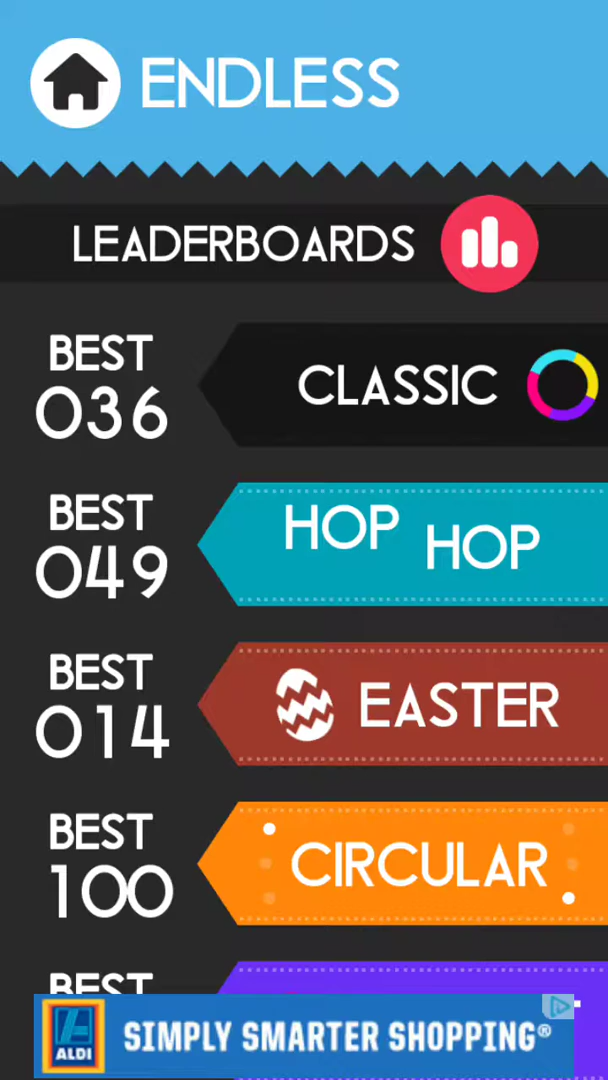 ENDLESS
LEADERBOARDS
BEST
036
CLASSIC
BEST
049
HOP HOP
BEST
014
EASTER
BEST
100
CIRCULAR
BEST
ALDI
SIMPLY SMARTER SHOPPING®